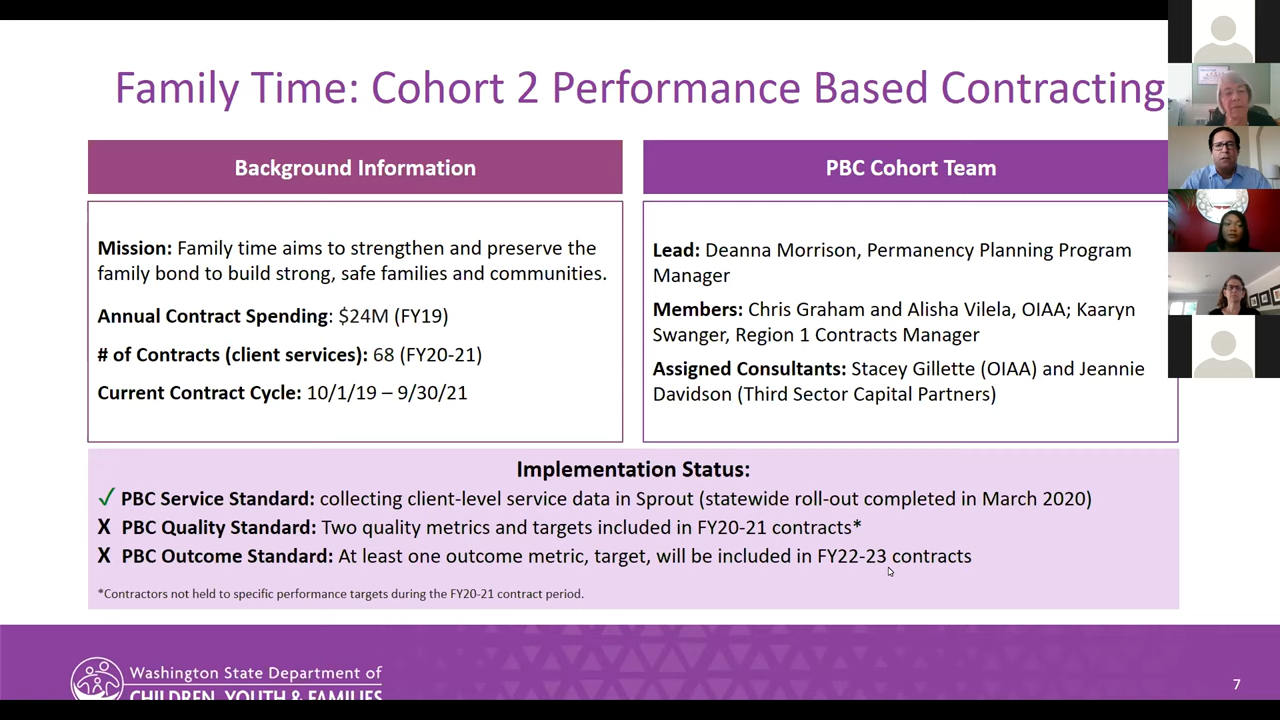 Family Time: Cohort 2 Performance Based Contracting
Background Information
Mission: Family time aims to strengthen and preserve the
family bond to build strong, safe families and communities.
Annual Contract Spending: $24M (FY19)
# of Contracts (client services): 68 (FY20-21)
Current Contract Cycle: 10/1/19 – 9/30/21
PBC Cohort Team
Lead: Deanna Morrison, Permanency Planning Program
Manager
Members: Chris Graham and Alisha Vilela, OIAA; Kaaryn
Swanger, Region 1 Contracts Manager
Assigned Consultants: Stacey Gillette (OIAA) and Jeannie
Davidson (Third Sector Capital Partners)
Implementation Status:
✓ PBC Service Standard: collecting client-level service data in Sprout (statewide roll-out completed in March 2020)
X PBC Quality Standard: Two quality metrics and targets included in FY20-21 contracts*
X PBC Outcome Standard: At least one outcome metric, target, will be included in FY22-23 contracts
*Contractors not held to specific performance targets during the FY20-21 contract period.
Washington State Department of
CHILDREN, YOUTH & FAMILIES
7